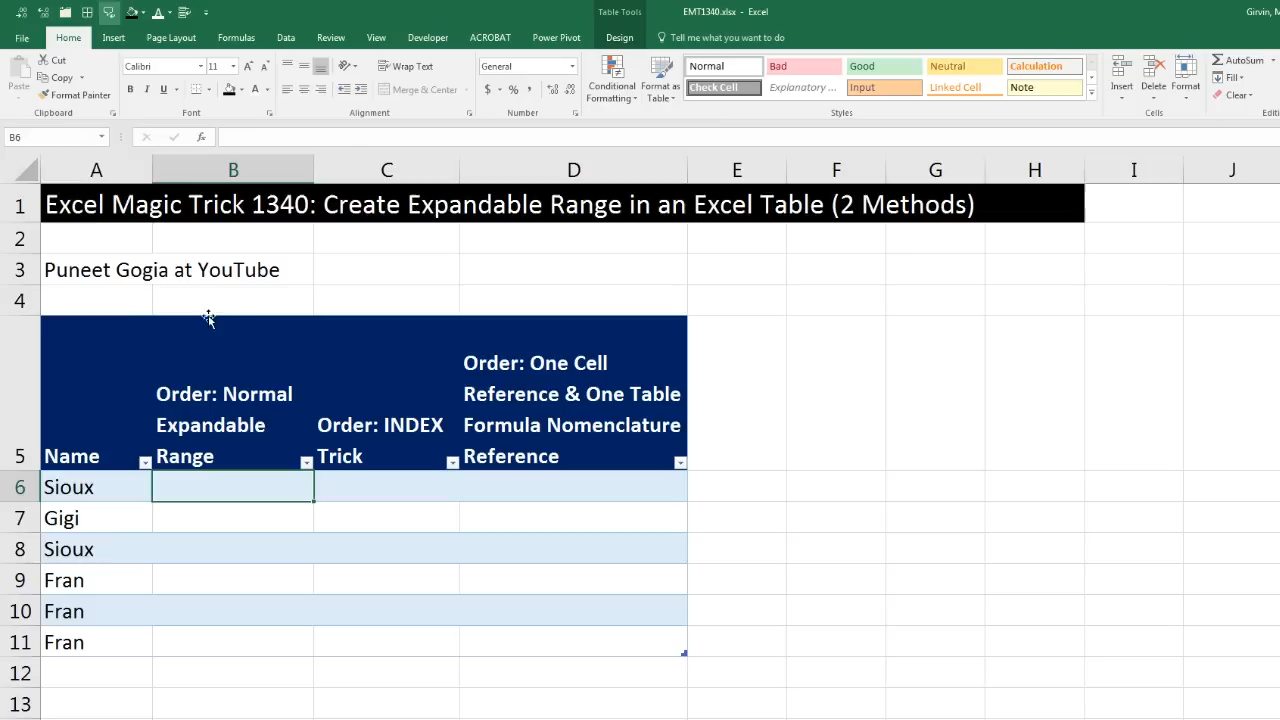 Table Tools
EMT1340.xlsx - Excel
Girvin, M
File Home Insert Page Layout Formulas Data Review View Developer ACROBAT Power Pivot Design Tell me what you want to do
Paste
Cut
Copy
Format Painter
Clipboard
Calibri 11
B I U
Font
Wrap Text
Merge & Center
Alignment
General
$ % ,
Number
Conditional
Formatting
Format as
Table
Normal Bad Good Neutral Calculation
Check Cell Explanatory ... Input Linked Cell Note
Styles
Insert Delete Format
Cells
AutoSum
Fill
Clear
Editi
B6
fx
A B C D E F G H I J
1 Excel Magic Trick 1340: Create Expandable Range in an Excel Table (2 Methods)
2
3 Puneet Gogia at YouTube
4
5 Name
Order: Normal
Expandable
Range
Order: INDEX
Trick
Order: One Cell
Reference & One Table
Formula Nomenclature
Reference
6 Sioux
7 Gigi
8 Sioux
9 Fran
10 Fran
11 Fran
12
13